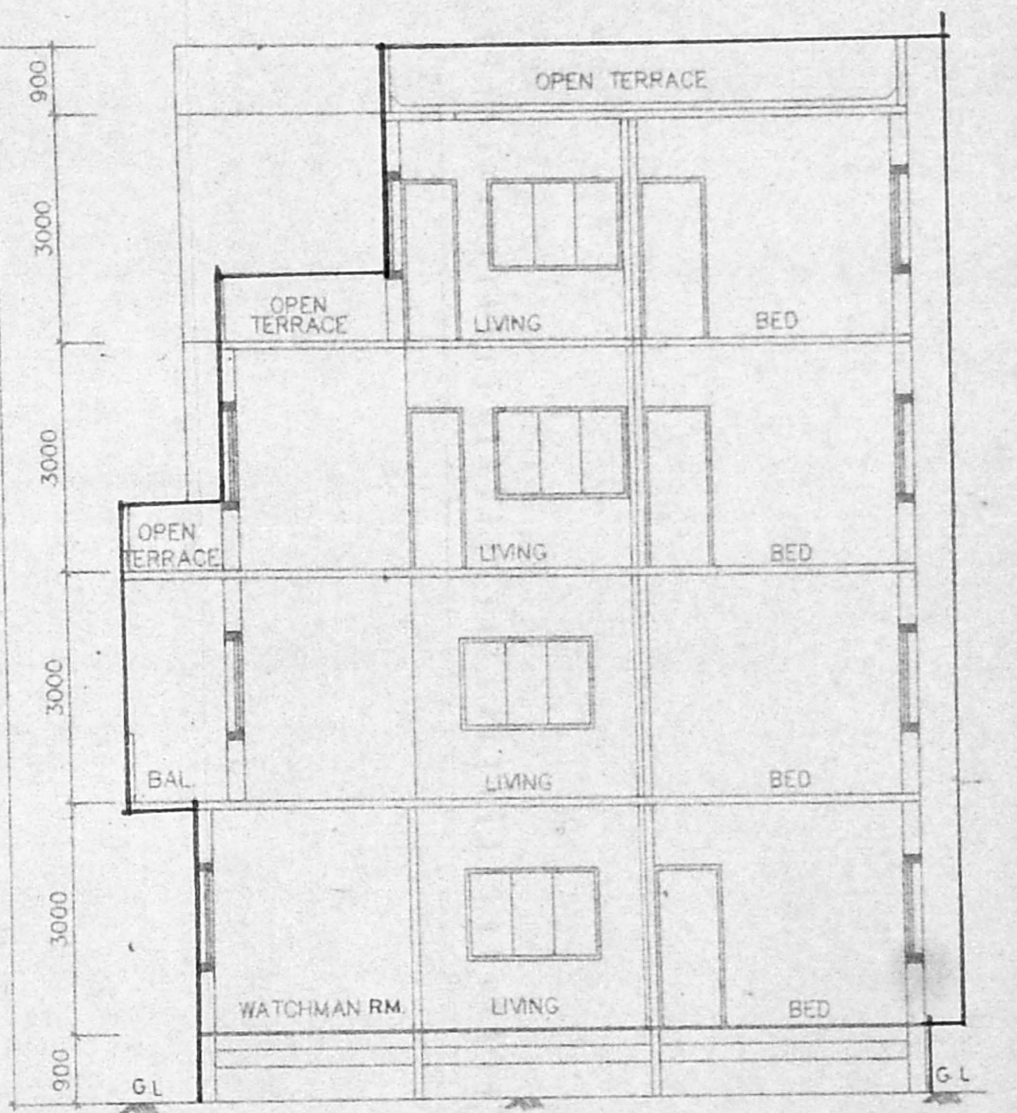 900
OPEN TERRACE
3000
OPEN
TERRACE
LIVING
BED
3000
OPEN
TERRACE
LIVING
BED
3000
BAL.
LIVING
BED
3000
WATCHMAN RM.
LIVING
BED
900
G L
G L